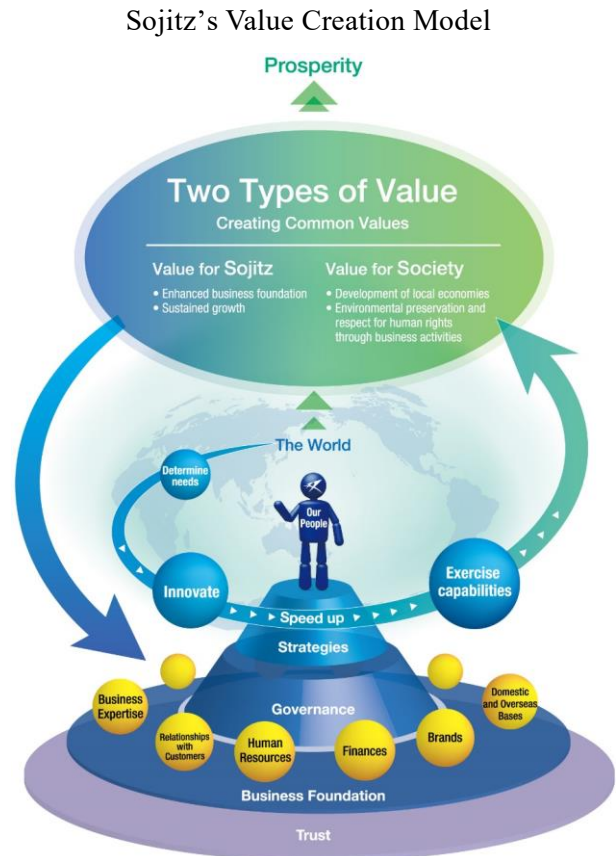 Sojitz’s Value Creation Model
Prosperity
Two Types of Value
Creating Common Values
Value for Sojitz
• Enhanced business foundation
• Sustained growth
Value for Society
• Development of local economies
• Environmental preservation and
respect for human rights
through business activities
The World
Determine
needs
Our
People
Innovate
Speed up
Exercise
capabilities
Strategies
Governance
Business
Expertise
Relationships
with
Customers
Human
Resources
Finances
Brands
Domestic
and Overseas
Bases
Business Foundation
Trust